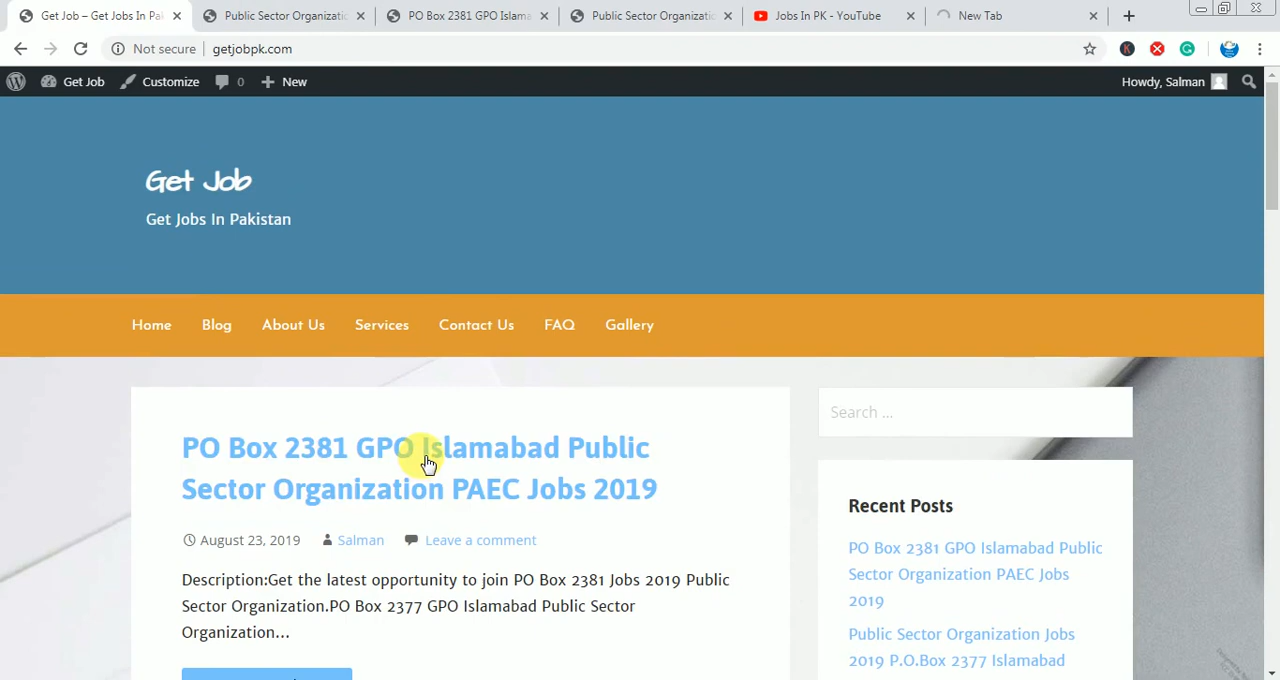 Get Job – Get Jobs In Pa
Public Sector Organizatio
PO Box 2381 GPO Islama
Public Sector Organizatio
Jobs In PK - YouTube
New Tab
Not secure
getjobpk.com
Get Job
Customize
0
New
Howdy, Salman
Get Job
Get Jobs In Pakistan
Home
Blog
About Us
Services
Contact Us
FAQ
Gallery
PO Box 2381 GPO Islamabad Public
Sector Organization PAEC Jobs 2019
August 23, 2019
Salman
Leave a comment
Description:Get the latest opportunity to join PO Box 2381 Jobs 2019 Public
Sector Organization.PO Box 2377 GPO Islamabad Public Sector
Organization...
Search ...
Recent Posts
PO Box 2381 GPO Islamabad Public
Sector Organization PAEC Jobs
2019
Public Sector Organization Jobs
2019 P.O.Box 2377 Islamabad